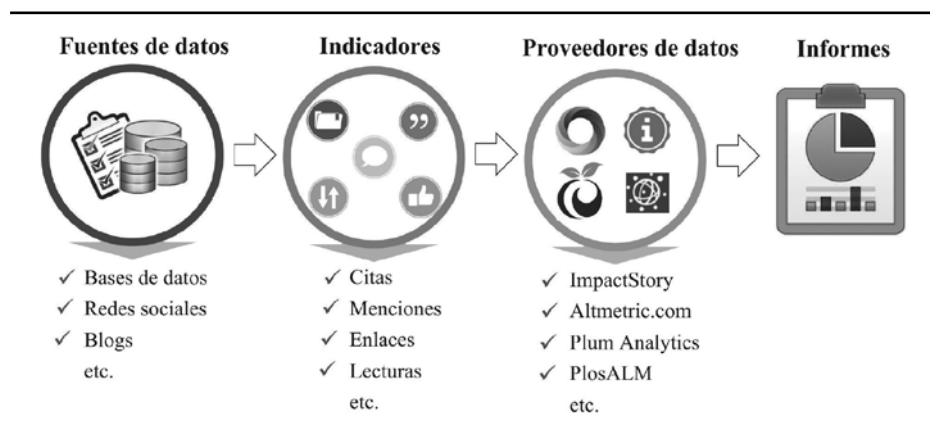 Fuentes de datos
Indicadores
Proveedores de datos
Informes
✓ Bases de datos
✓ Redes sociales
✓ Blogs
etc.
✓ Citas
✓ Menciones
✓ Enlaces
✓ Lecturas
etc.
✓ ImpactStory
✓ Altmetric.com
✓ Plum Analytics
✓ PlosALM
etc.